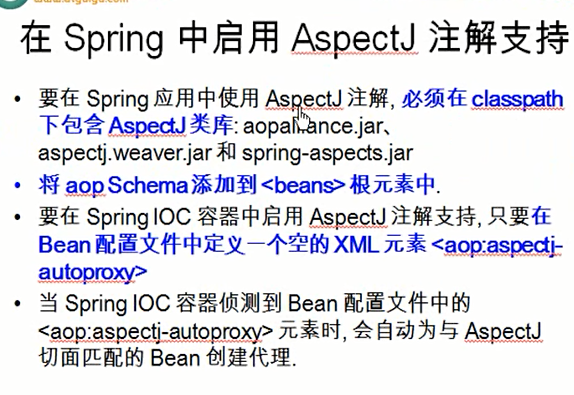 在 Spring 中启用 AspectJ 注解支持
• 要在 Spring 应用中使用 AspectJ 注解, 必须在 classpath
下包含 AspectJ 类库: aopalliance.jar、
aspectj.weaver.jar 和 spring-aspects.jar
• 将 aop Schema 添加到 <beans> 根元素中.
• 要在 Spring IOC 容器中启用 AspectJ 注解支持, 只要在
Bean 配置文件中定义一个空的 XML 元素 <aop:aspectj-
autoproxy>
• 当 Spring IOC 容器侦测到 Bean 配置文件中的
<aop:aspectj-autoproxy> 元素时, 会自动为与 AspectJ
切面匹配的 Bean 创建代理.